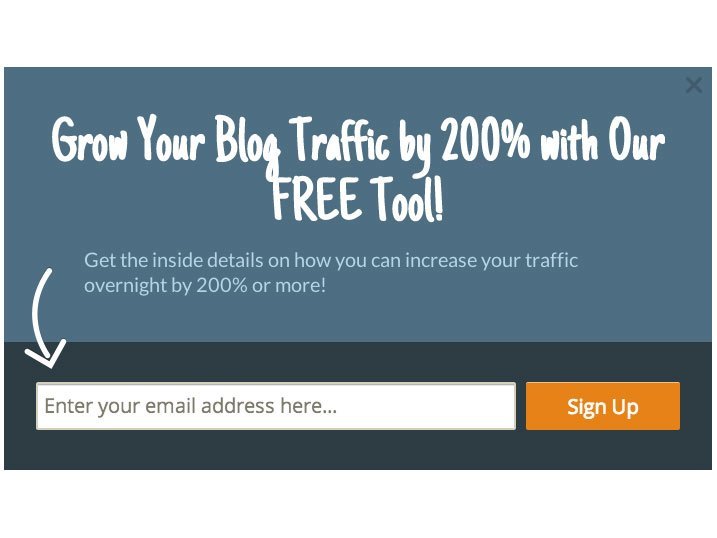 Grow Your Blog Traffic by 200% with Our
FREE Tool!
Get the inside details on how you can increase your traffic
overnight by 200% or more!
Enter your email address here...
Sign Up